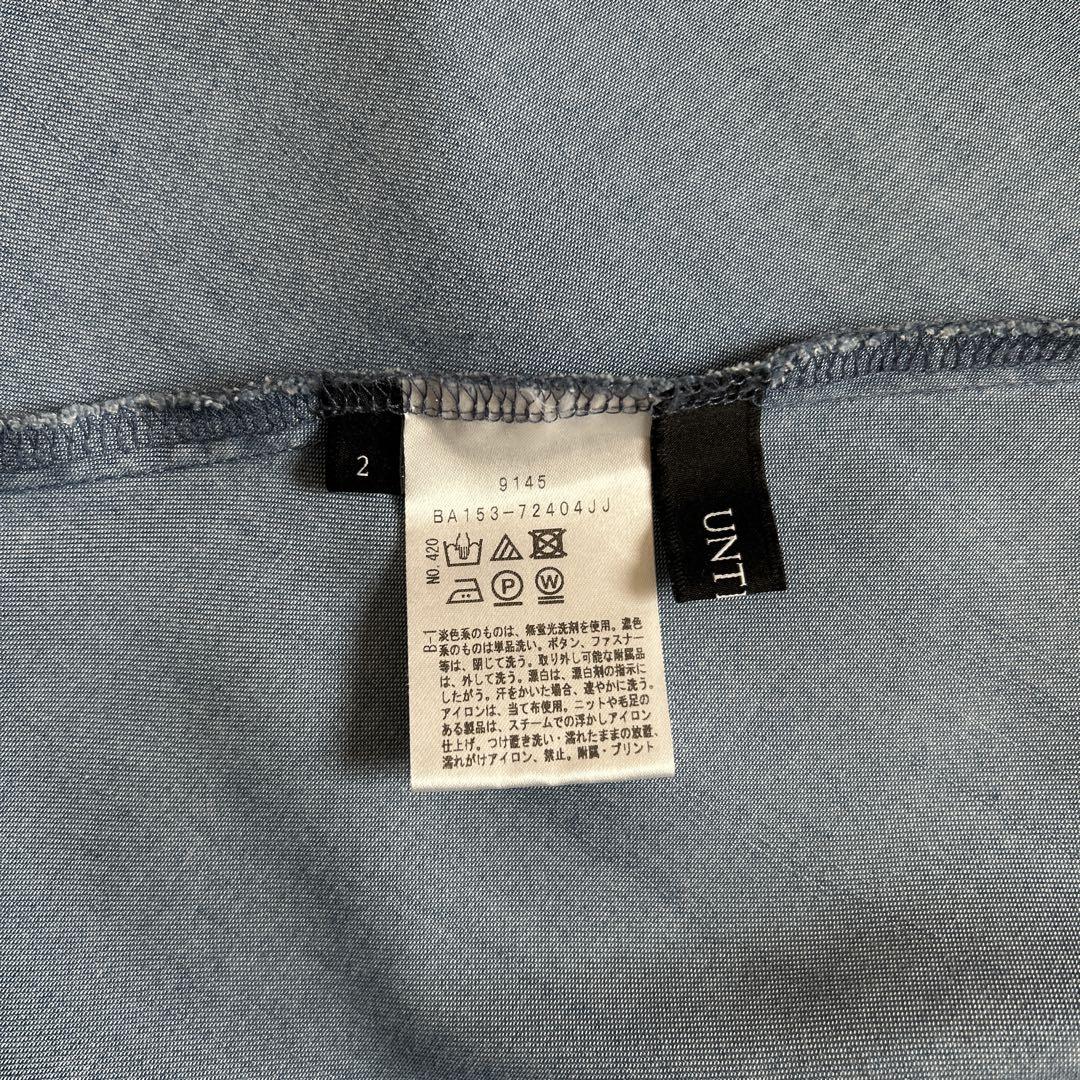 2
9145
BA153-72404JJ
NO.420
P
W
B-1
淡色系のものは、無蛍光洗剤を使用。濃色
系のものは単品洗い。ボタン、ファスナー
等は、閉じて洗う。取り外し可能な附属品
は、外して洗う。漂白は、漂白剤の指示に
したがう。汗をかいた場合、速やかに洗う。
アイロンは、当て布使用。ニットや毛足の
ある製品は、スチームでの浮かしアイロン
仕上げ。つけ置き洗い・濡れたままの放置、
濡れがけアイロン、禁止。附属・プリント
UNT